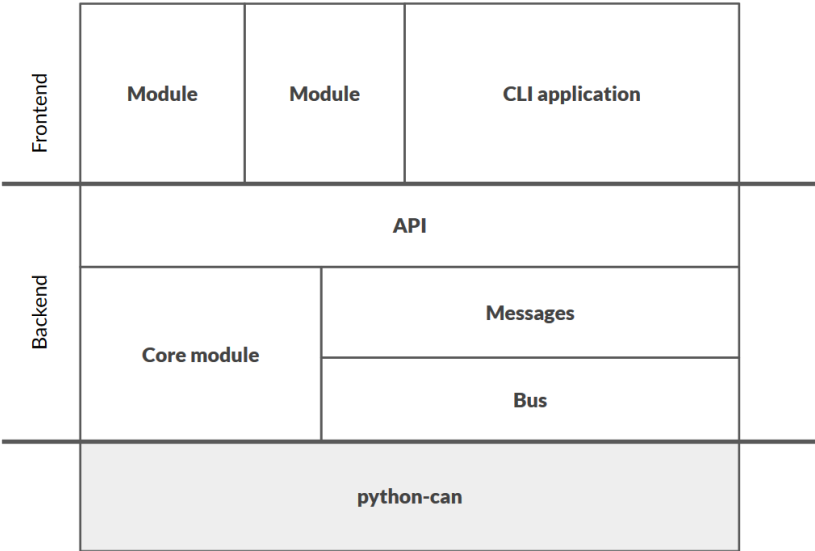 Frontend
Module
Module
CLI application
Backend
API
Core module
Messages
Bus
python-can